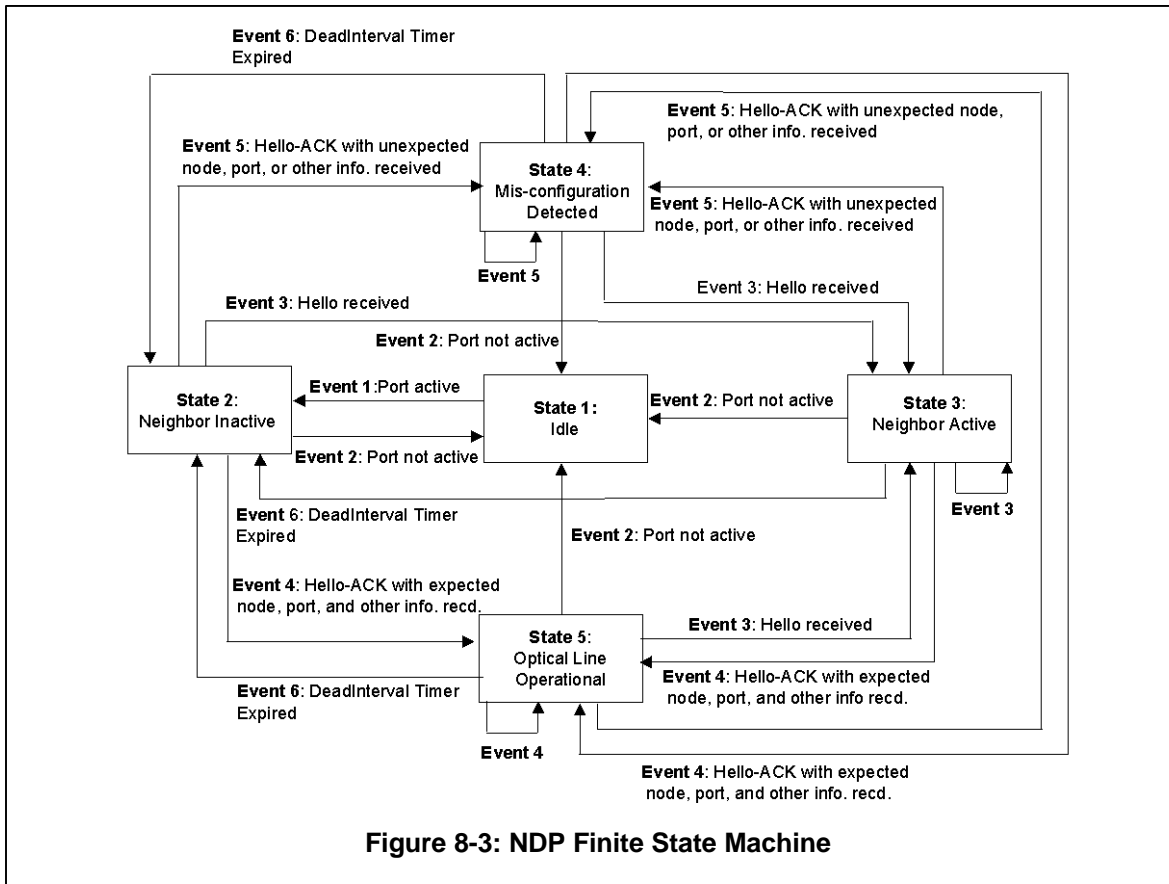 Event 6: DeadInterval Timer
Expired
Event 5: Hello-ACK with unexpected node,
port, or other info. received
Event 5: Hello-ACK with unexpected
node, port, or other info. received
State 4:
Mis-configuration
Detected
Event 5: Hello-ACK with unexpected
node, port, or other info. received
Event 5
Event 3: Hello received
Event 3: Hello received
Event 2: Port not active
State 2:
Neighbor Inactive
Event 1:Port active
State 1:
Idle
Event 2: Port not active
State 3:
Neighbor Active
Event 2: Port not active
Event 6: DeadInterval Timer
Expired
Event 3
Event 2: Port not active
Event 4: Hello-ACK with expected
node, port, and other info. recd.
State 5:
Optical Line
Operational
Event 3: Hello received
Event 4: Hello-ACK with expected
node, port, and other info recd.
Event 6: DeadInterval Timer
Expired
Event 4
Event 4: Hello-ACK with expected
node, port, and other info. recd.
Figure 8-3: NDP Finite State Machine